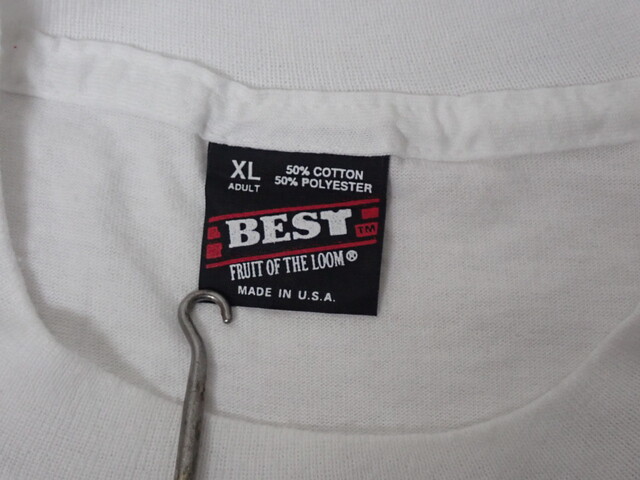 XL 50% COTTON
ADULT 50% POLYESTER
BEST TM
FRUIT OF THE LOOM®
MADE IN U.S.A.